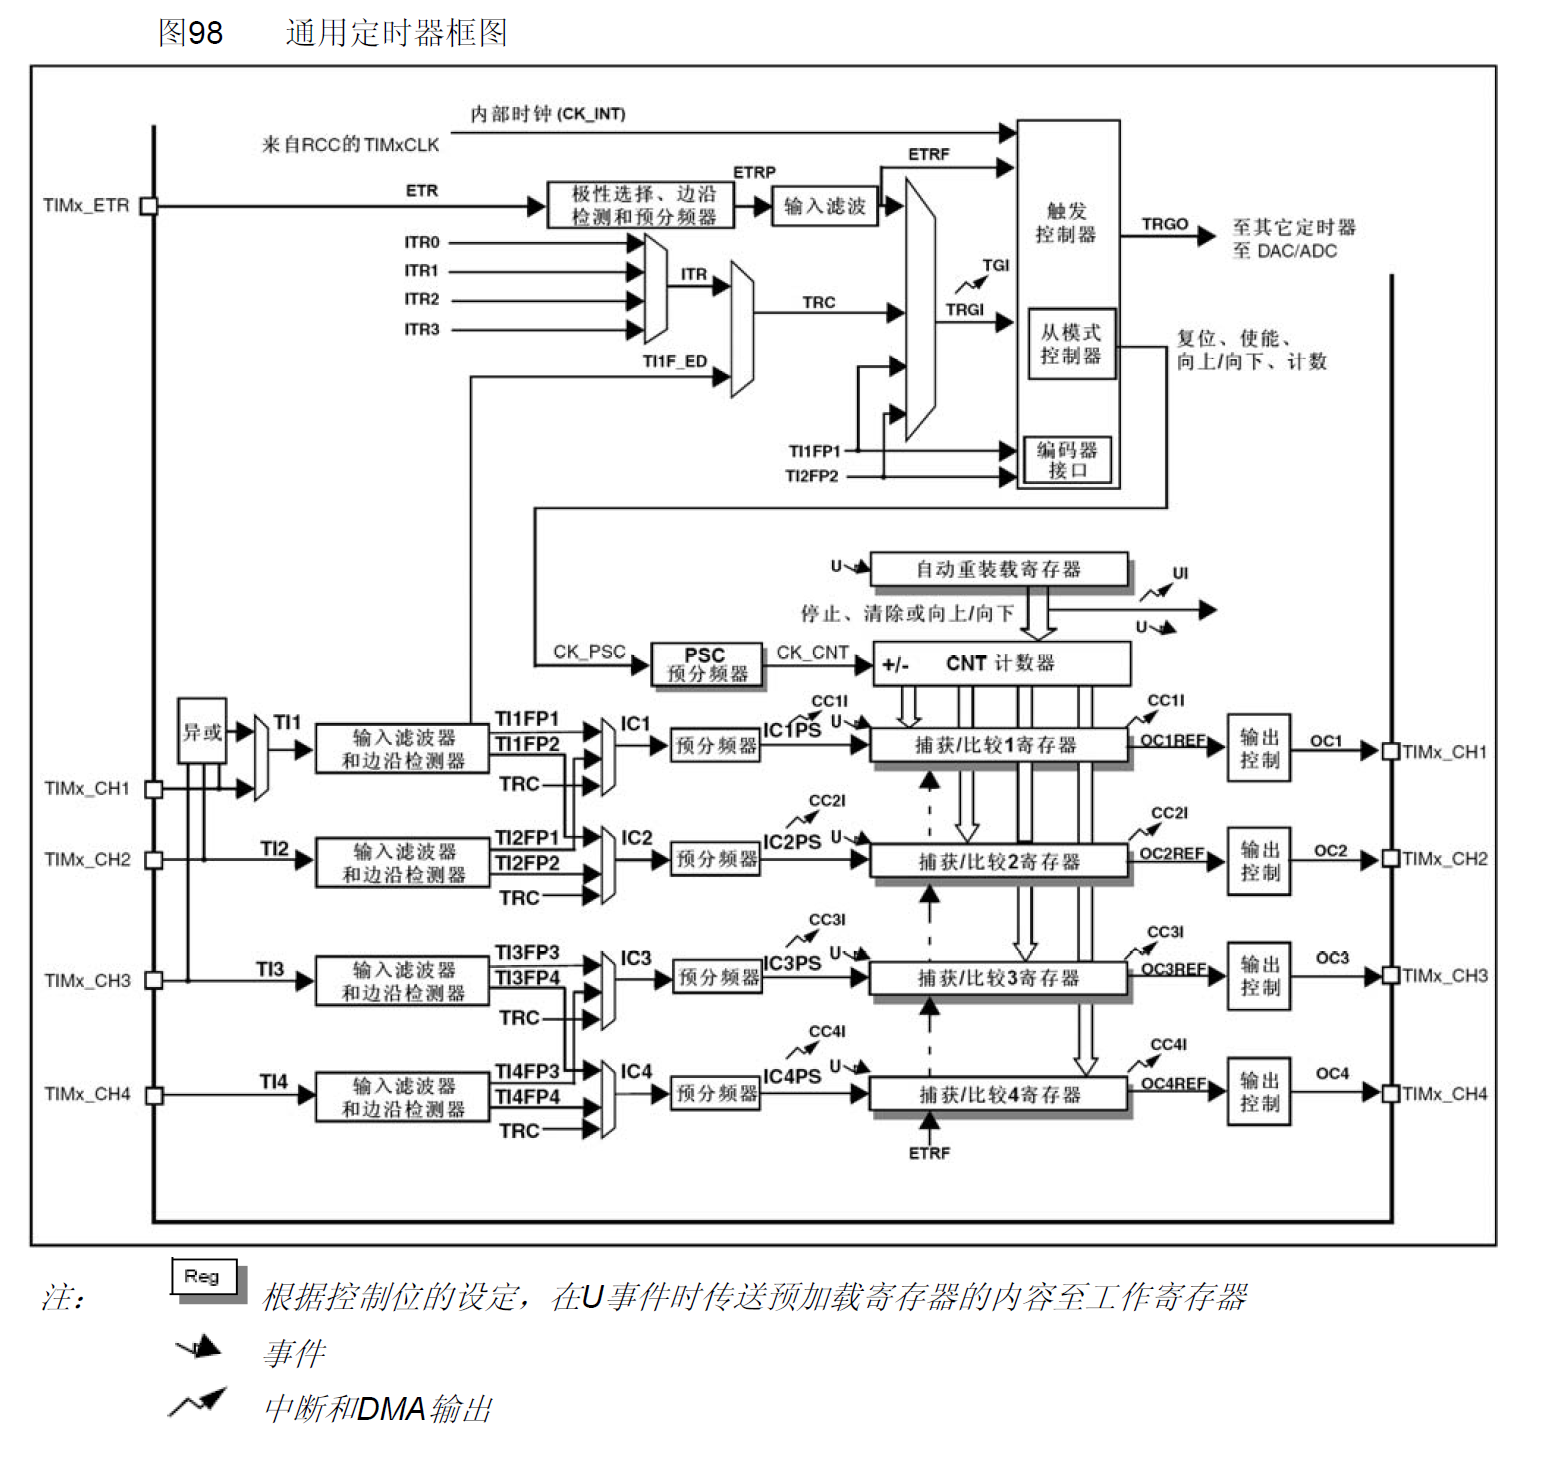 图98 通用定时器框图
内部时钟(CK_INT)
来自RCC的TIMxCLK
ETRF
ETRP
ETR
TIMx_ETR
极性选择、边沿
检测和预分频器
输入滤波
触发
控制器
TRGO
至其它定时器
至 DAC/ADC
ITR0
ITR1
ITR2
ITR3
ITR
TRC
TGI
TRGI
TI1F_ED
从模式
控制器
复位、使能、
向上/向下、计数
TI1FP1
TI2FP2
编码器
接口
U
自动重装载寄存器
UI
停止、清除或向上/向下
U
CK_PSC
PSC
预分频器
CK_CNT
+/-
CNT 计数器
异或
TI1
输入滤波器
和边沿检测器
TI1FP1
TI1FP2
TRC
IC1
预分频器
IC1PS
CC1I
U
捕获/比较1寄存器
CC1I
OC1REF
输出
控制
OC1
TIMx_CH1
TIMx_CH1
TIMx_CH2
TI2
输入滤波器
和边沿检测器
TI2FP1
TI2FP2
TRC
IC2
预分频器
IC2PS
CC2I
U
捕获/比较2寄存器
CC2I
OC2REF
输出
控制
OC2
TIMx_CH2
TIMx_CH3
TI3
输入滤波器
和边沿检测器
TI3FP3
TI3FP4
TRC
IC3
预分频器
IC3PS
CC3I
U
捕获/比较3寄存器
CC3I
OC3REF
输出
控制
OC3
TIMx_CH3
TIMx_CH4
TI4
输入滤波器
和边沿检测器
TI4FP3
TI4FP4
TRC
IC4
预分频器
IC4PS
CC4I
U
捕获/比较4寄存器
CC4I
OC4REF
输出
控制
OC4
TIMx_CH4
ETRF
注： Reg 根据控制位的设定，在U事件时传送预加载寄存器的内容至工作寄存器
事件
中断和DMA输出